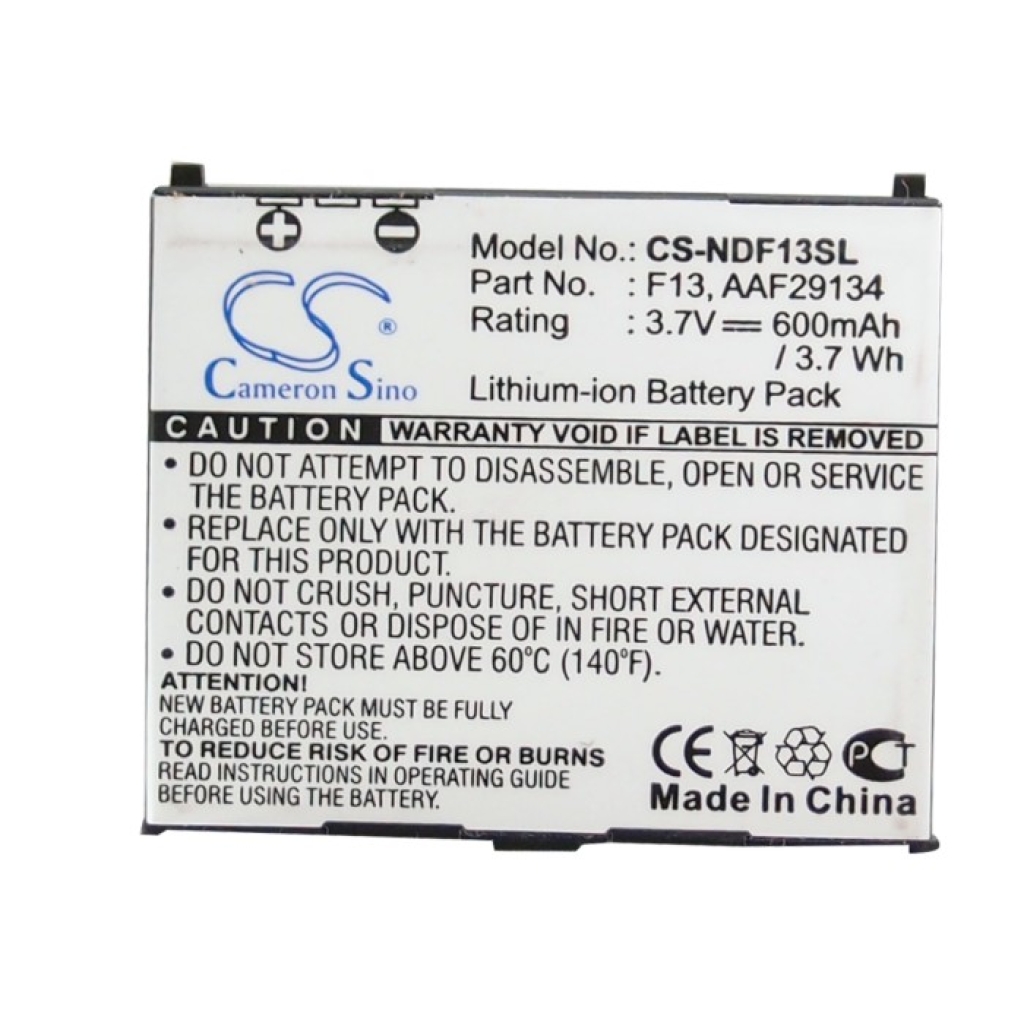 Model No.: CS-NDF13SL
Part No. : F13, AAF29134
Rating : 3.7V 600mAh
/ 3.7 Wh
Lithium-ion Battery Pack
CS ®
Cameron Sino
CAUTION WARRANTY VOID IF LABEL IS REMOVED
• DO NOT ATTEMPT TO DISASSEMBLE, OPEN OR SERVICE
THE BATTERY PACK.
• REPLACE ONLY WITH THE BATTERY PACK DESIGNATED
FOR THIS PRODUCT.
• DO NOT CRUSH, PUNCTURE, SHORT EXTERNAL
CONTACTS OR DISPOSE OF IN FIRE OR WATER.
• DO NOT STORE ABOVE 60°C (140°F).
ATTENTION!
NEW BATTERY PACK MUST BE FULLY
CHARGED BEFORE USE.
TO REDUCE RISK OF FIRE OR BURNS
READ INSTRUCTIONS IN OPERATING GUIDE
BEFORE USING THE BATTERY.
CE PCT
Made In China